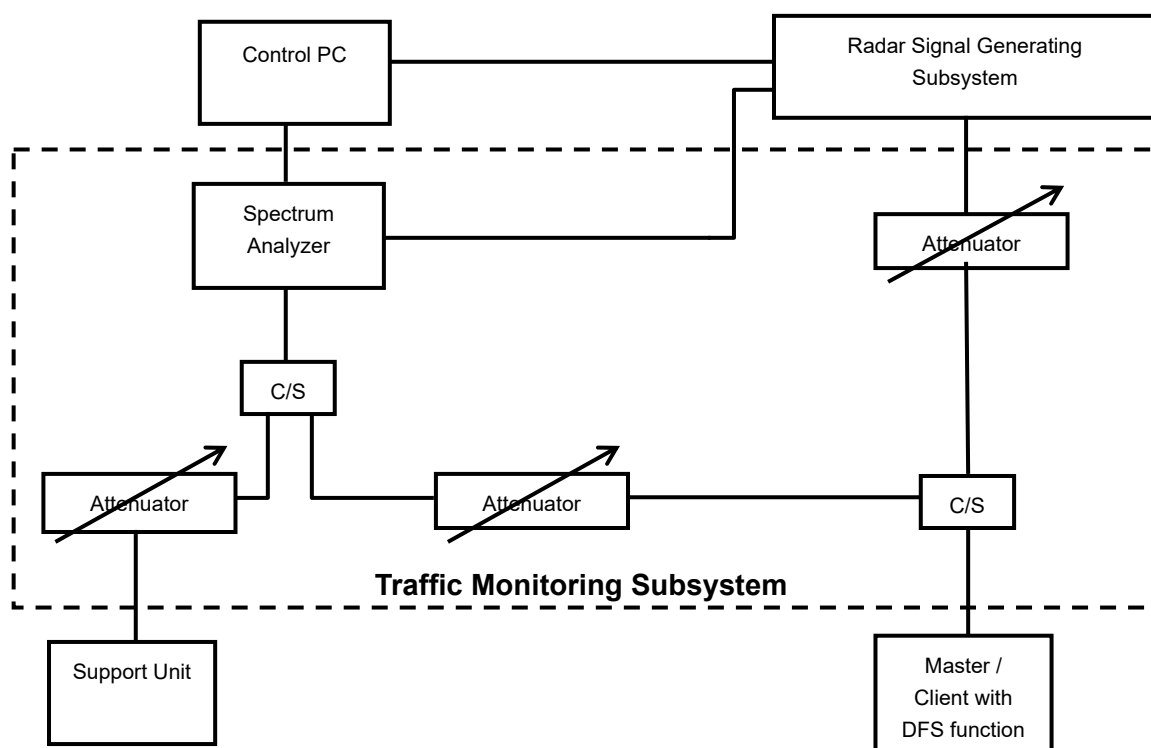 Control PC
Radar Signal Generating
Subsystem
Spectrum
Analyzer
Attenuator
C/S
Attenuator
Attenuator
C/S
Traffic Monitoring Subsystem
Support Unit
Master /
Client with
DFS function